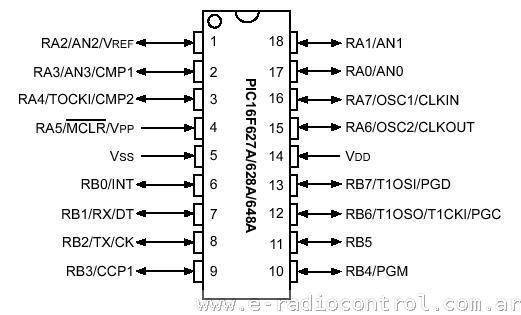 RA2/AN2/VREF 1 18 RA1/AN1
RA3/AN3/CMP1 2 17 RA0/AN0
RA4/TOCKI/CMP2 3 16 RA7/OSC1/CLKIN
RA5/MCLR/VPP 4 15 RA6/OSC2/CLKOUT
VSS 5 14 VDD
RB0/INT 6 13 RB7/T1OSI/PGD
RB1/RX/DT 7 12 RB6/T1OSO/T1CKI/PGC
RB2/TX/CK 8 11 RB5
RB3/CCP1 9 10 RB4/PGM
PIC16F627A/628A/648A
www.e-radiocontrol.com.ar